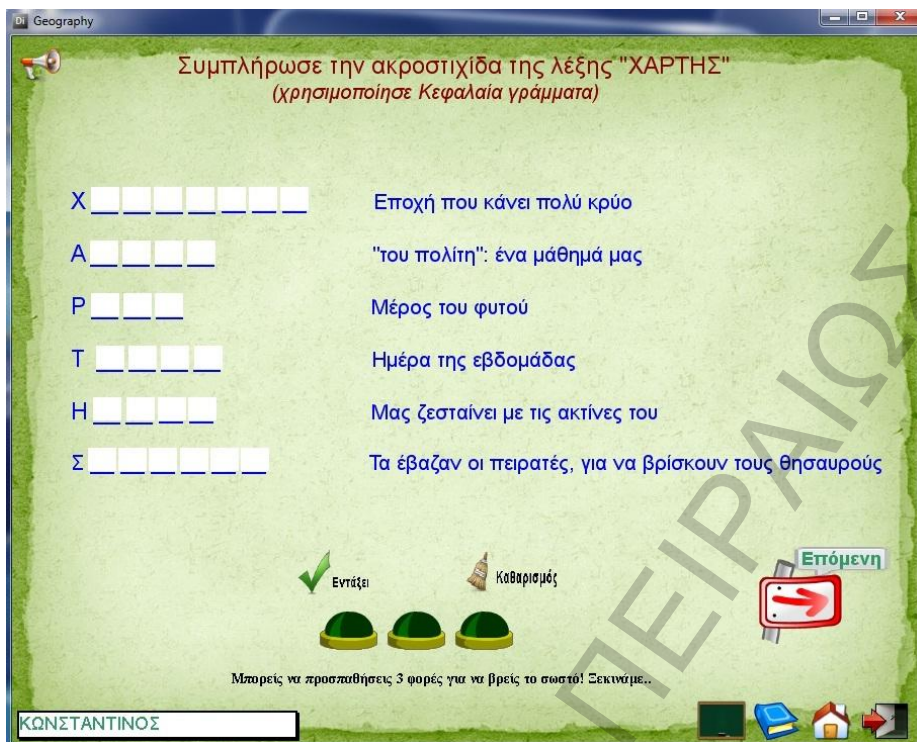 Geography
Συμπλήρωσε την ακροστιχίδα της λέξης "ΧΑΡΤΗΣ"
(χρησιμοποίησε Κεφαλαία γράμματα)
Χ _ _ _ _ _ _ _ Εποχή που κάνει πολύ κρύο
Α _ _ _ _ "του πολίτη": ένα μάθημά μας
Ρ _ _ _ Μέρος του φυτού
Τ _ _ _ _ Ημέρα της εβδομάδας
Η _ _ _ _ Μας ζεσταίνει με τις ακτίνες του
Σ _ _ _ _ _ _ Τα έβαζαν οι πειρατές, για να βρίσκουν τους θησαυρούς
Επόμενη
Εντάξει Καθαρισμός
Μπορείς να προσπαθήσεις 3 φορές για να βρείς το σωστό! Ξεκινάμε..
ΚΩΝΣΤΑΝΤΙΝΟΣ
ΠΕΙΡΑΙΩΣ